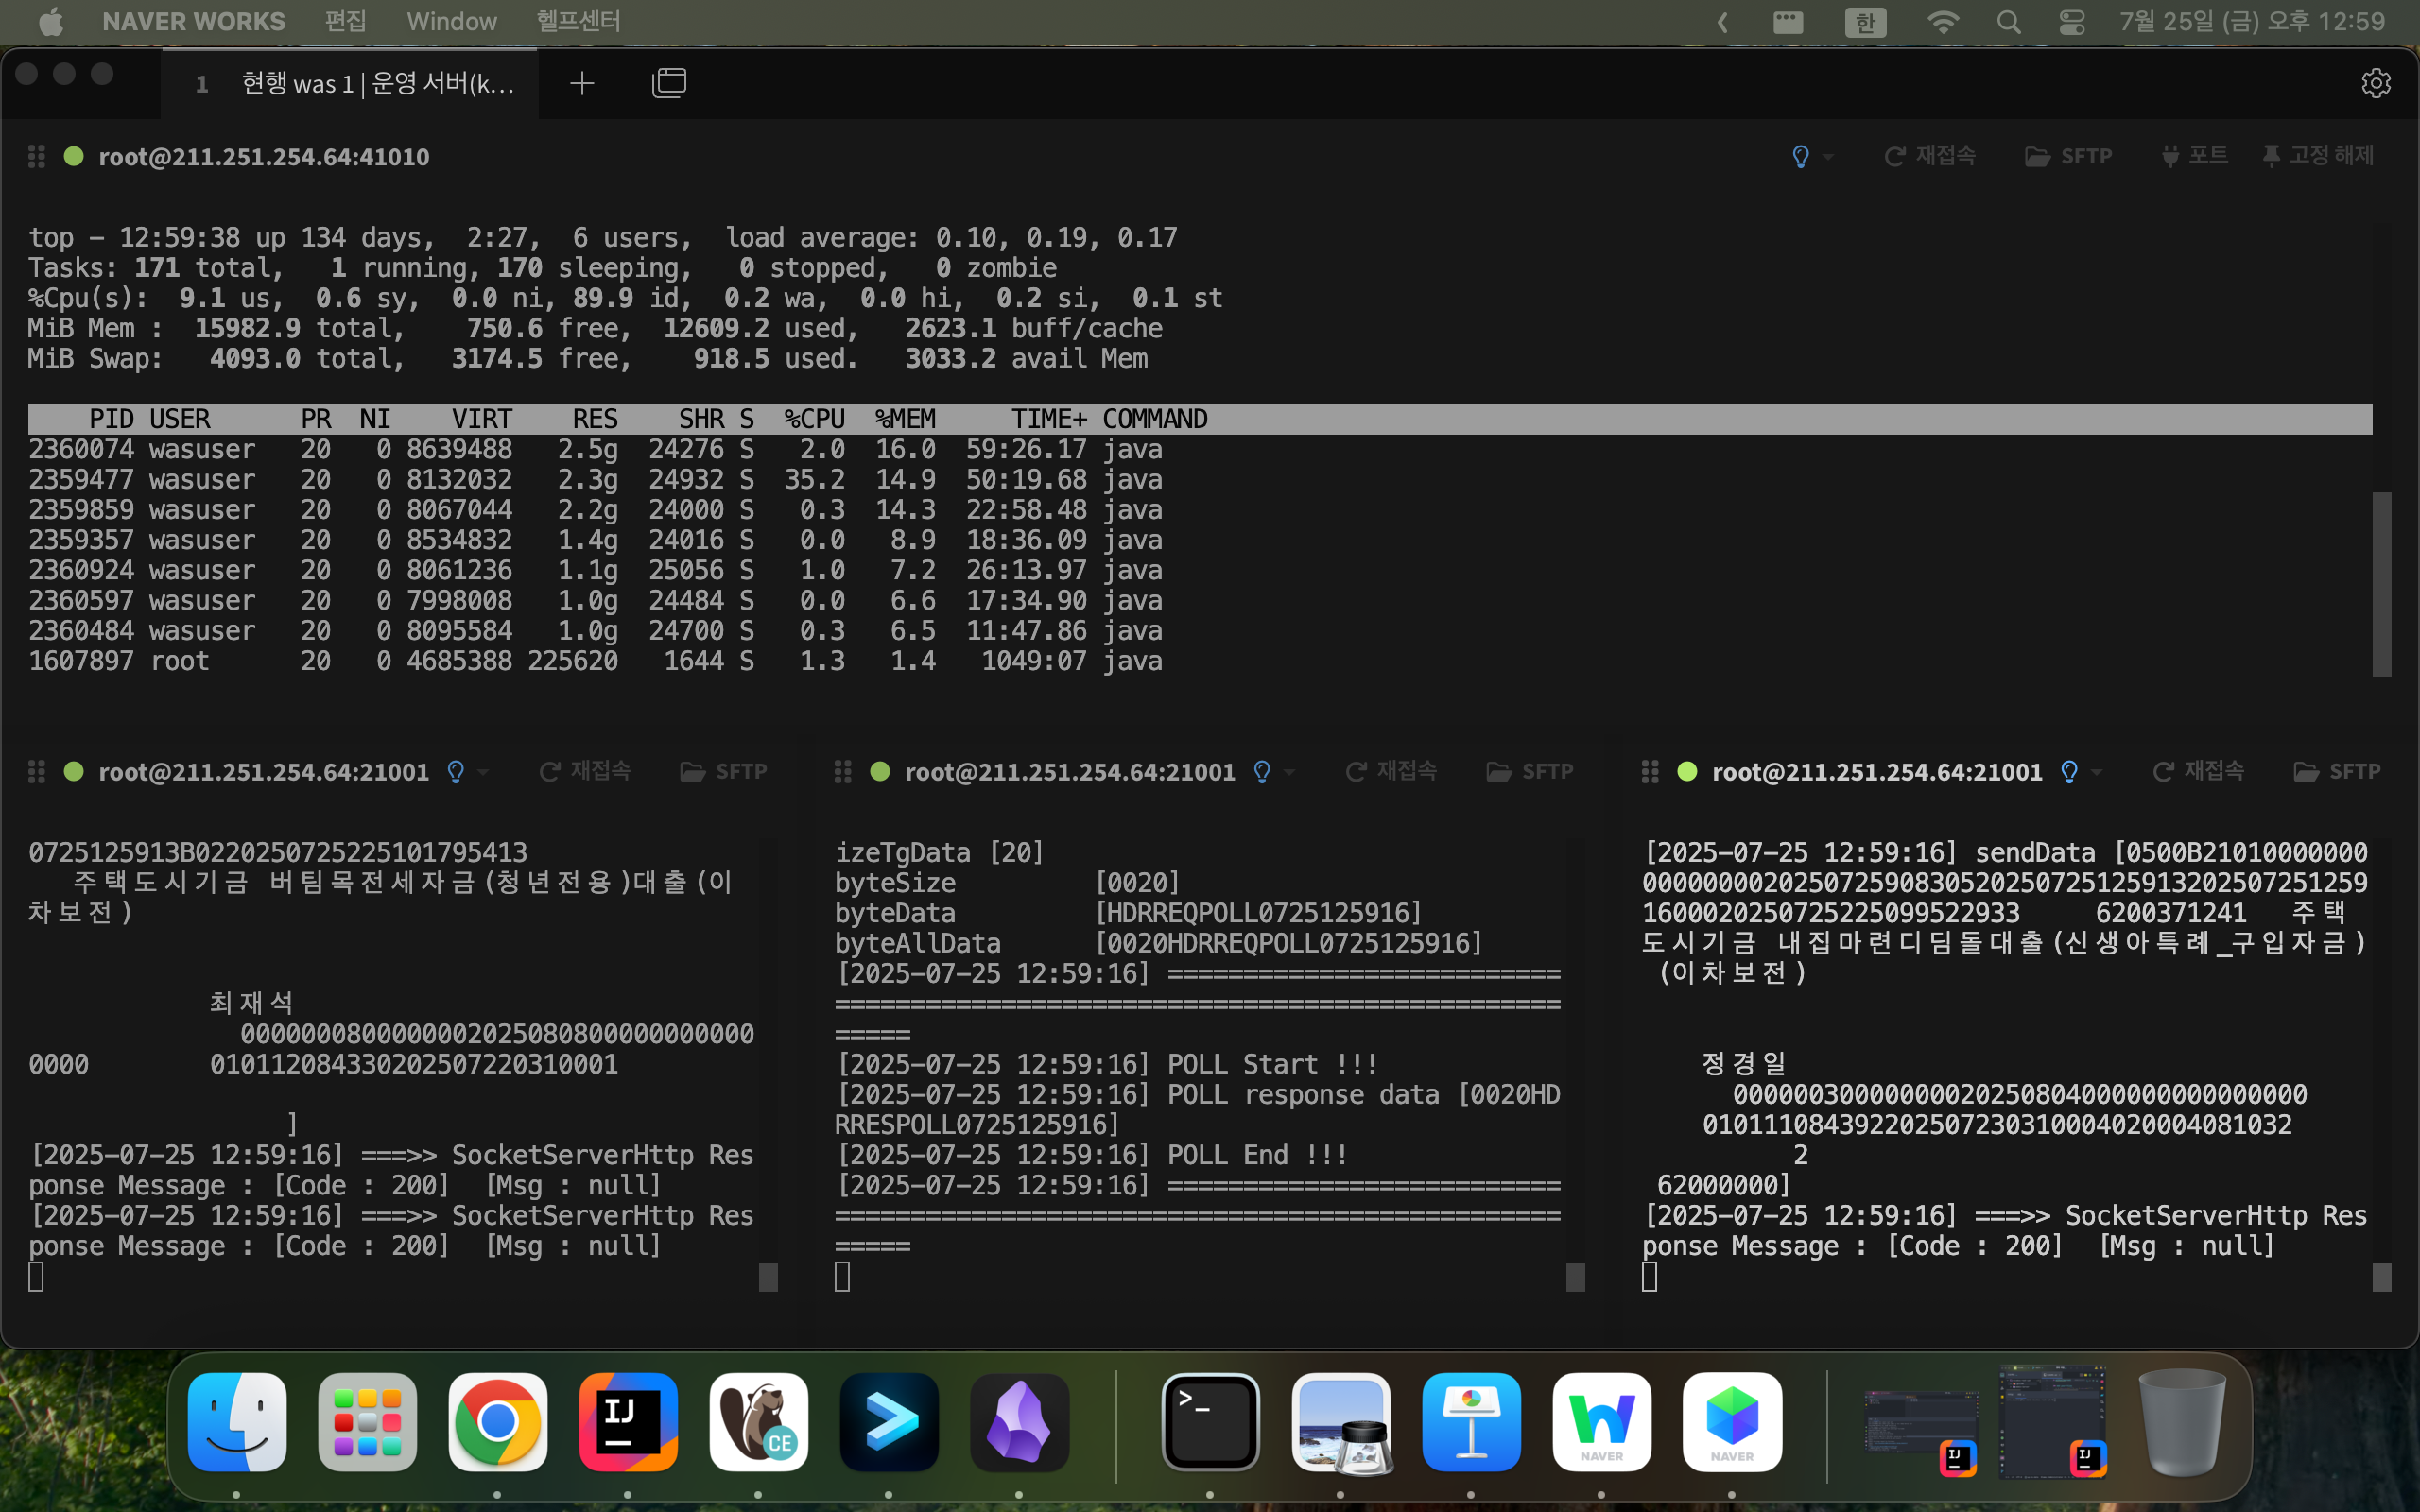 NAVER WORKS 편집 Window 헬프센터 한 7월 25일 (금) 오후 12:59
1 현행 was 1 | 운영 서버(k...
root@211.251.254.64:41010 재접속 SFTP 포트 고정 해제
top - 12:59:38 up 134 days, 2:27, 6 users, load average: 0.10, 0.19, 0.17
Tasks: 171 total, 1 running, 170 sleeping, 0 stopped, 0 zombie
%Cpu(s): 9.1 us, 0.6 sy, 0.0 ni, 89.9 id, 0.2 wa, 0.0 hi, 0.2 si, 0.1 st
MiB Mem : 15982.9 total, 750.6 free, 12609.2 used, 2623.1 buff/cache
MiB Swap: 4093.0 total, 3174.5 free, 918.5 used. 3033.2 avail Mem
PID USER PR NI VIRT RES SHR S %CPU %MEM TIME+ COMMAND
2360074 wasuser 20 0 8639488 2.5g 24276 S 2.0 16.0 59:26.17 java
2359477 wasuser 20 0 8132032 2.3g 24932 S 35.2 14.9 50:19.68 java
2359859 wasuser 20 0 8067044 2.2g 24000 S 0.3 14.3 22:58.48 java
2359357 wasuser 20 0 8534832 1.4g 24016 S 0.0 8.9 18:36.09 java
2360924 wasuser 20 0 8061236 1.1g 25056 S 1.0 7.2 26:13.97 java
2360597 wasuser 20 0 7998008 1.0g 24484 S 0.0 6.6 17:34.90 java
2360484 wasuser 20 0 8095584 1.0g 24700 S 0.3 6.5 11:47.86 java
1607897 root 20 0 4685388 225620 1644 S 1.3 1.4 1049:07 java
root@211.251.254.64:21001 재접속 SFTP
0725125913B0220250725225101795413
주택도시기금 버팀목전세자금(청년전용)대출(이
차보전)
최재석
0000000800000000202508080000000000
0000 010112084330202507220310001
]
[2025-07-25 12:59:16] ===>> SocketServerHttp Res
ponse Message : [Code : 200] [Msg : null]
[2025-07-25 12:59:16] ===>> SocketServerHttp Res
ponse Message : [Code : 200] [Msg : null]
root@211.251.254.64:21001 재접속 SFTP
izeTgData [20]
byteSize [0020]
byteData [HDRREQPOLL0725125916]
byteAllData [0020HDRREQPOLL0725125916]
[2025-07-25 12:59:16] ==========================
================================================
=====
[2025-07-25 12:59:16] POLL Start !!!
[2025-07-25 12:59:16] POLL response data [0020HD
RRESPOLL0725125916]
[2025-07-25 12:59:16] POLL End !!!
[2025-07-25 12:59:16] ==========================
================================================
=====
root@211.251.254.64:21001 재접속 SFTP
[2025-07-25 12:59:16] sendData [0500B21010000000
000000002025072590830520250725125913202507251259
1600020250725225099522933 6200371241 주택
도시기금 내집마련디딤돌대출(신생아특례_구입자금)
(이차보전)
정경일
00000030000000020250804000000000000000
010111084392202507230310004020004081032
2
62000000]
[2025-07-25 12:59:16] ===>> SocketServerHttp Res
ponse Message : [Code : 200] [Msg : null]
IJ CE >_ NAVER NAVER IJ IJ